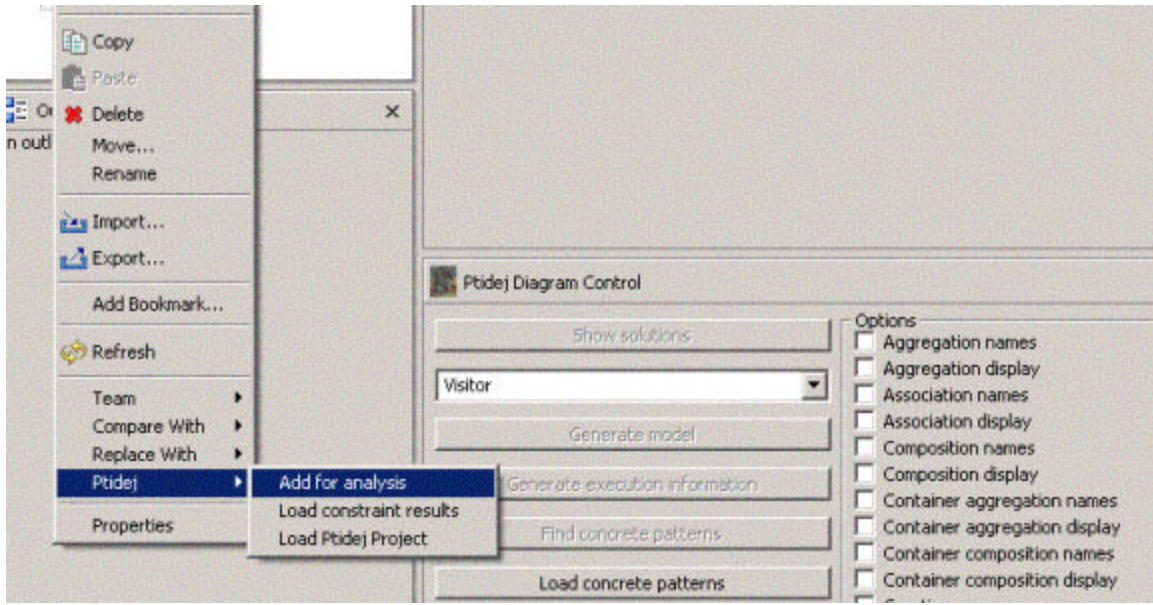 Copy
Paste
Delete
Move...
Rename
Import...
Export...
Add Bookmark...
Refresh
Team
Compare With
Replace With
Ptidej
Properties
Add for analysis
Load constraint results
Load Ptidej Project
n outl
Ptidej Diagram Control
Show solutions
Visitor
Generate model
Generate execution information
Find concrete patterns
Load concrete patterns
Options
Aggregation names
Aggregation display
Association names
Association display
Composition names
Composition display
Container aggregation names
Container aggregation display
Container composition names
Container composition display